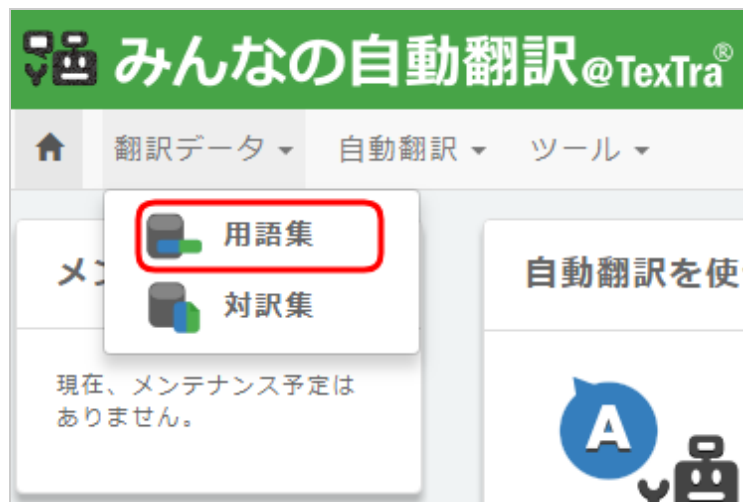 みんなの自動翻訳@TexTra®
翻訳データ 自動翻訳 ツール
用語集
対訳集
メン
現在、メンテナンス予定は
ありません。
自動翻訳を使
A